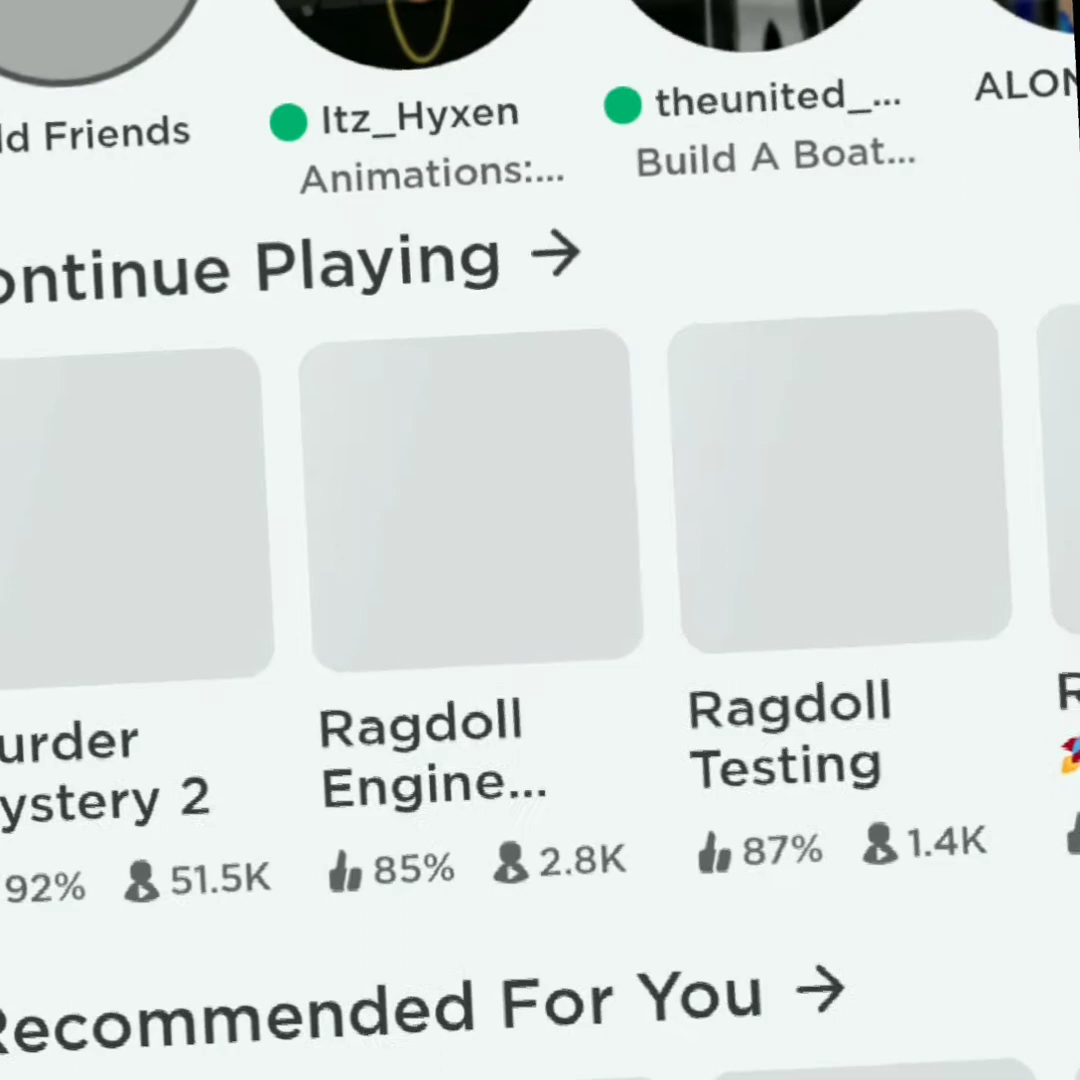 ld Friends
Itz_Hyxen
theunited_...
ALON
Animations:...
Build A Boat...
ontinue Playing
urder
ystery 2
Ragdoll
Engine...
Ragdoll
Testing
R
92% 51.5K
85% 2.8K
87% 1.4K
Recommended For You